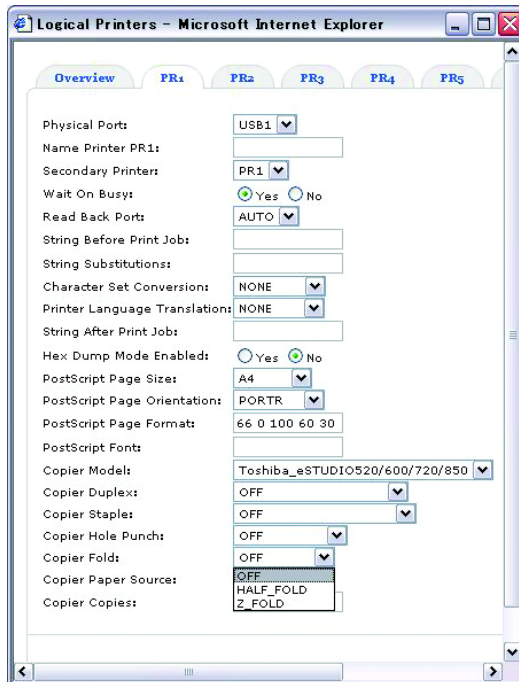 Logical Printers - Microsoft Internet Explorer
Overview PR1 PR2 PR3 PR4 PR5
Physical Port: USB1
Name Printer PR1:
Secondary Printer: PR1
Wait On Busy: Yes No
Read Back Port: AUTO
String Before Print Job:
String Substitutions:
Character Set Conversion: NONE
Printer Language Translation: NONE
String After Print Job:
Hex Dump Mode Enabled: Yes No
PostScript Page Size: A4
PostScript Page Orientation: PORTR
PostScript Page Format: 66 0 100 60 30
PostScript Font:
Copier Model: Toshiba_eSTUDIO520/600/720/850
Copier Duplex: OFF
Copier Staple: OFF
Copier Hole Punch: OFF
Copier Fold: OFF
OFF
HALF_FOLD
Z_FOLD
Copier Paper Source:
Copier Copies: